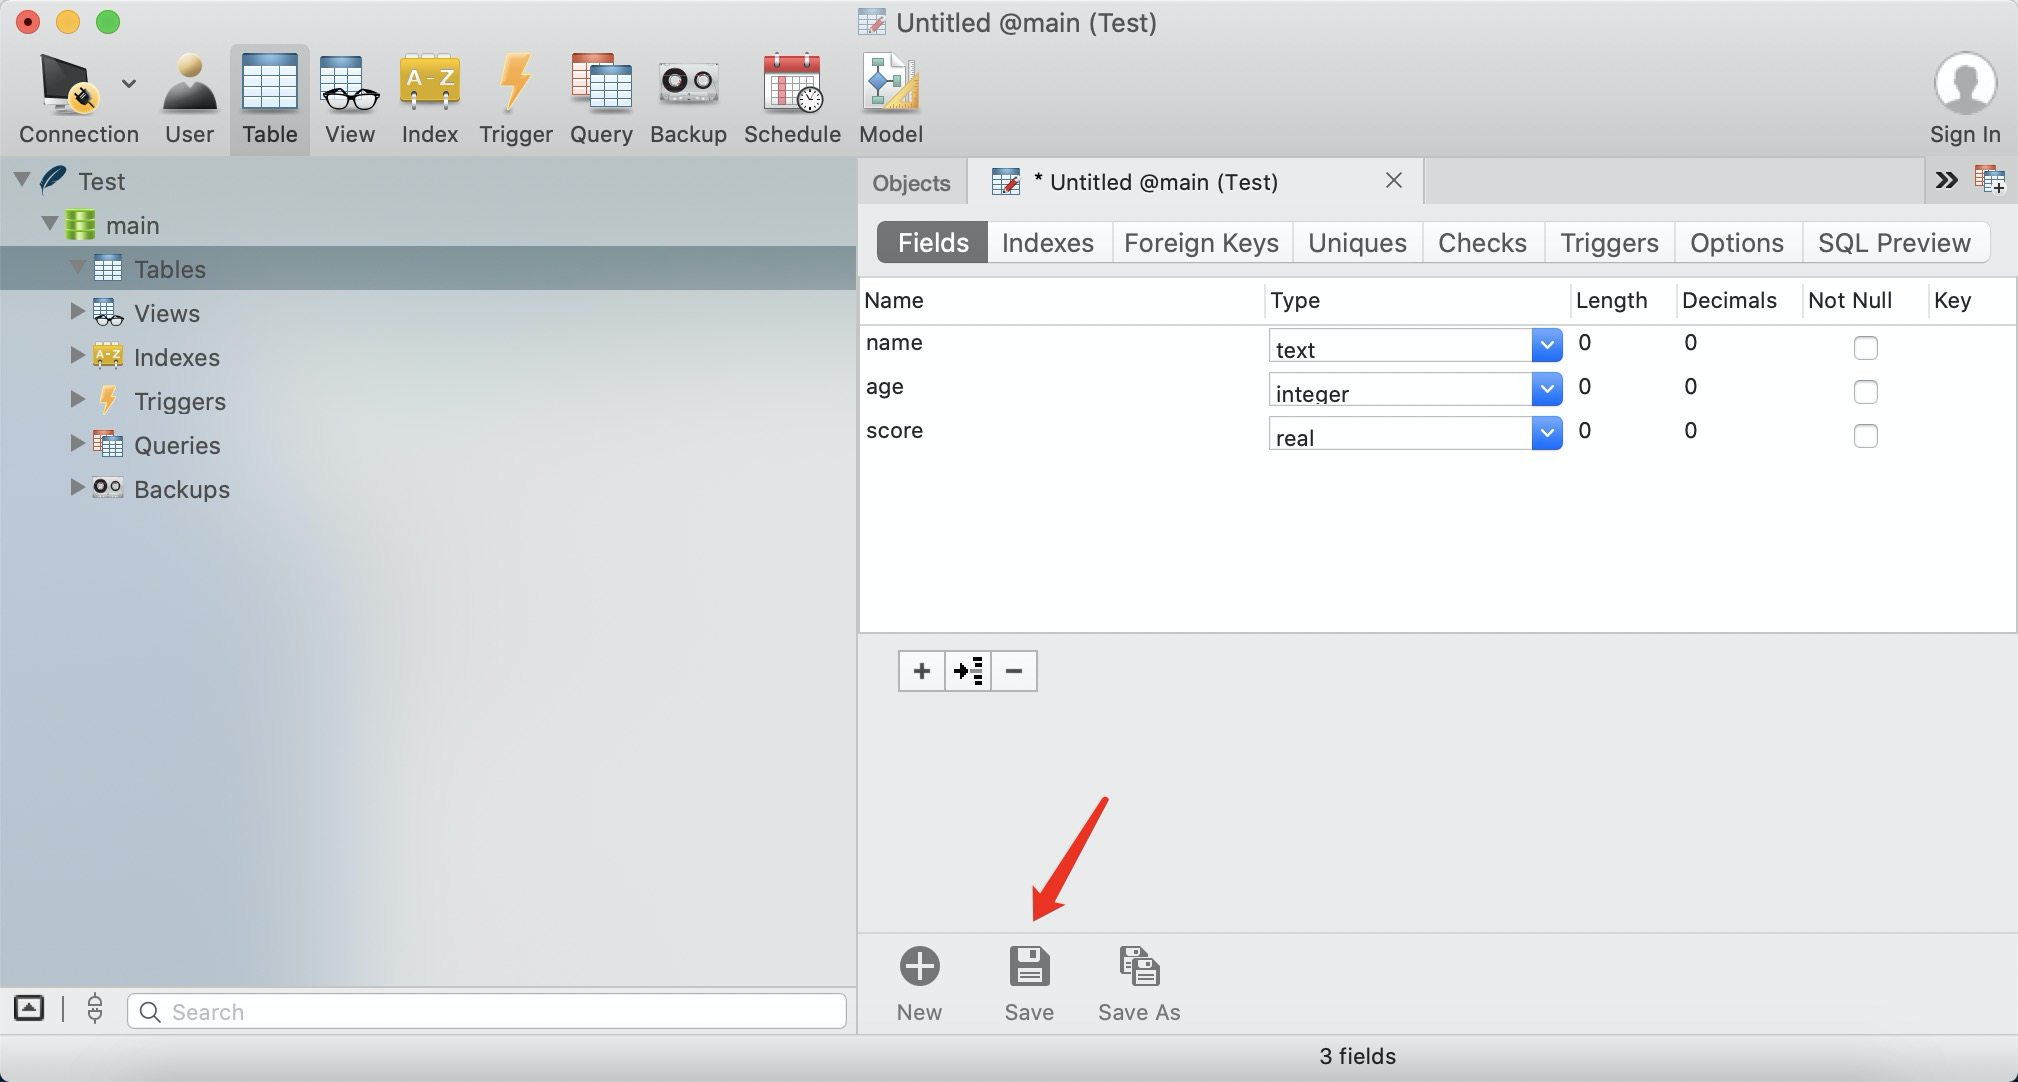 Untitled @main (Test)
Connection User Table View A-Z Index Trigger Query Backup Schedule Model Sign In
Test
main
Tables
Views
A-Z Indexes
Triggers
Queries
Backups
Search
Objects * Untitled @main (Test)
Fields Indexes Foreign Keys Uniques Checks Triggers Options SQL Preview
Name Type Length Decimals Not Null Key
name text 0 0
age integer 0 0
score real 0 0
New Save Save As
3 fields